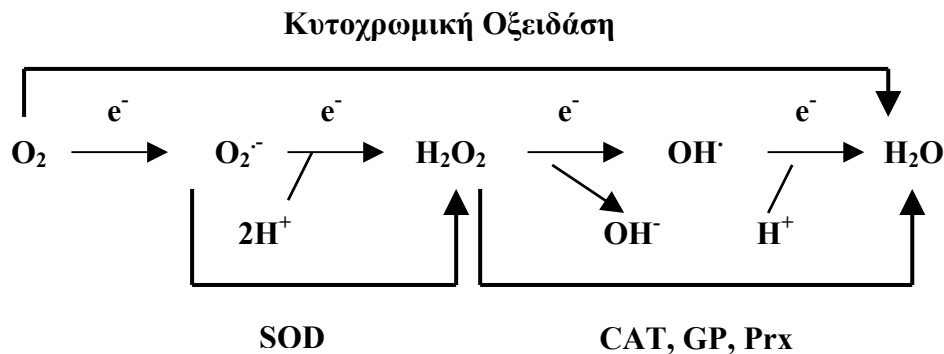 Κυτοχρωμική Οξειδάση
e⁻ e⁻ e⁻ e⁻
O₂ O₂·⁻ H₂O₂ OH· H₂O
2H⁺ OH⁻ H⁺
SOD CAT, GP, Prx